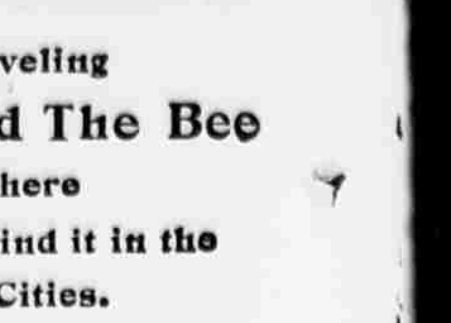 veling
d The Bee
here
ind it in the
Cities.